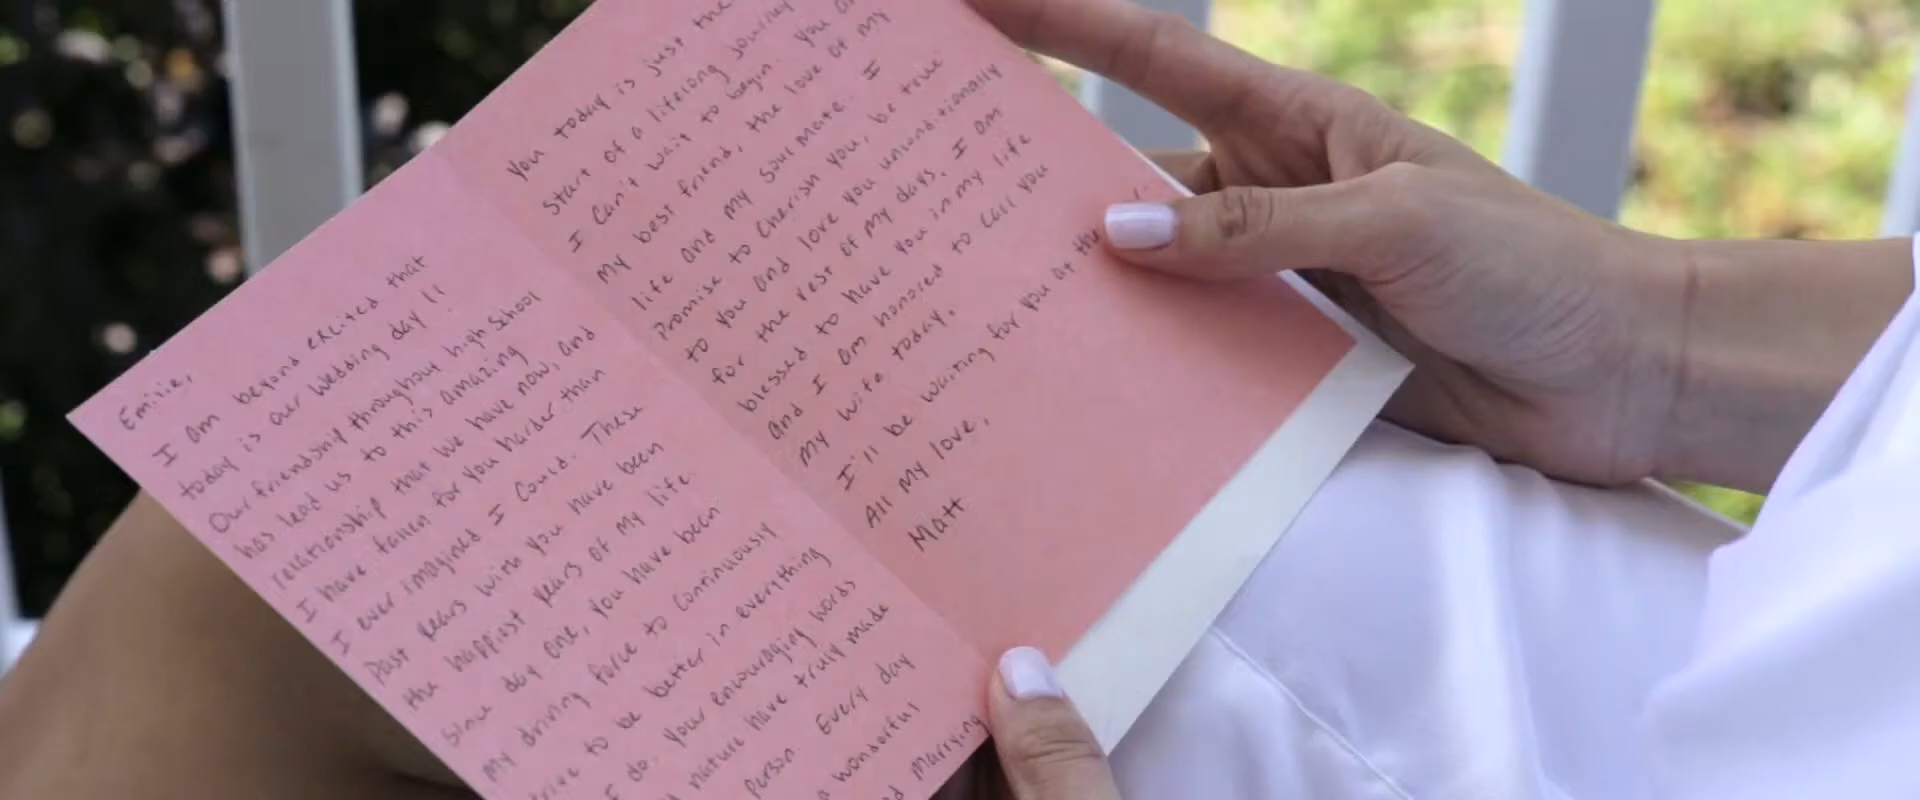 Emilie,
I am beyond excited that
today is our wedding day!!
Our friendship throughout high school
has lead us to this amazing
relationship that we have now, and
I have fallen for you harder than
I ever imagined I could. These
Past years with you have been
the happiest years of my life.
Since day one, you have been
My driving force to continuously
to be better in everything
I do. Your encouraging words
nature have truly made
person. Every day
a wonderful
Marrying
You today is just the
Start of a lifelong journey
I can't wait to begin. You
My best friend, the love of my
life and my soulmate. I
Promise to cherish you, be true
to you and love you unconditionally
for the rest of my days. I am
blessed to have you in my life
and I am honored to call you
My wife today.
I'll be waiting for you at the
All my love,
Matt